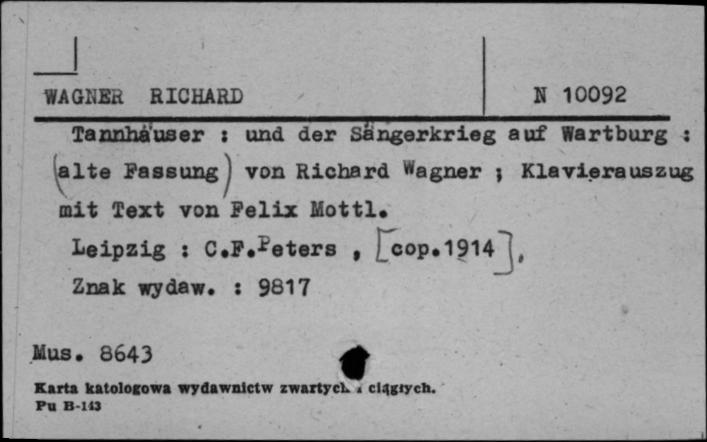 WAGNER RICHARD N 10092
Tannhäuser : und der Sängerkrieg auf Wartburg :
(alte Fassung) von Richard Wagner ; Klavierauszug
mit Text von Felix Mottl.
Leipzig : C.F.Peters , [cop.1914],
Znak wydaw. : 9817
Mus. 8643
Karta katologowa wydawnictw zwartych i ciągłych.
Pu B-143